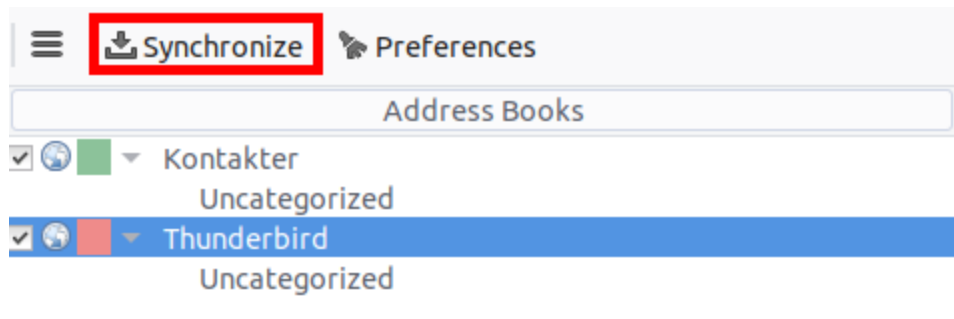 Synchronize Preferences
Address Books
Kontakter
Uncategorized
Thunderbird
Uncategorized